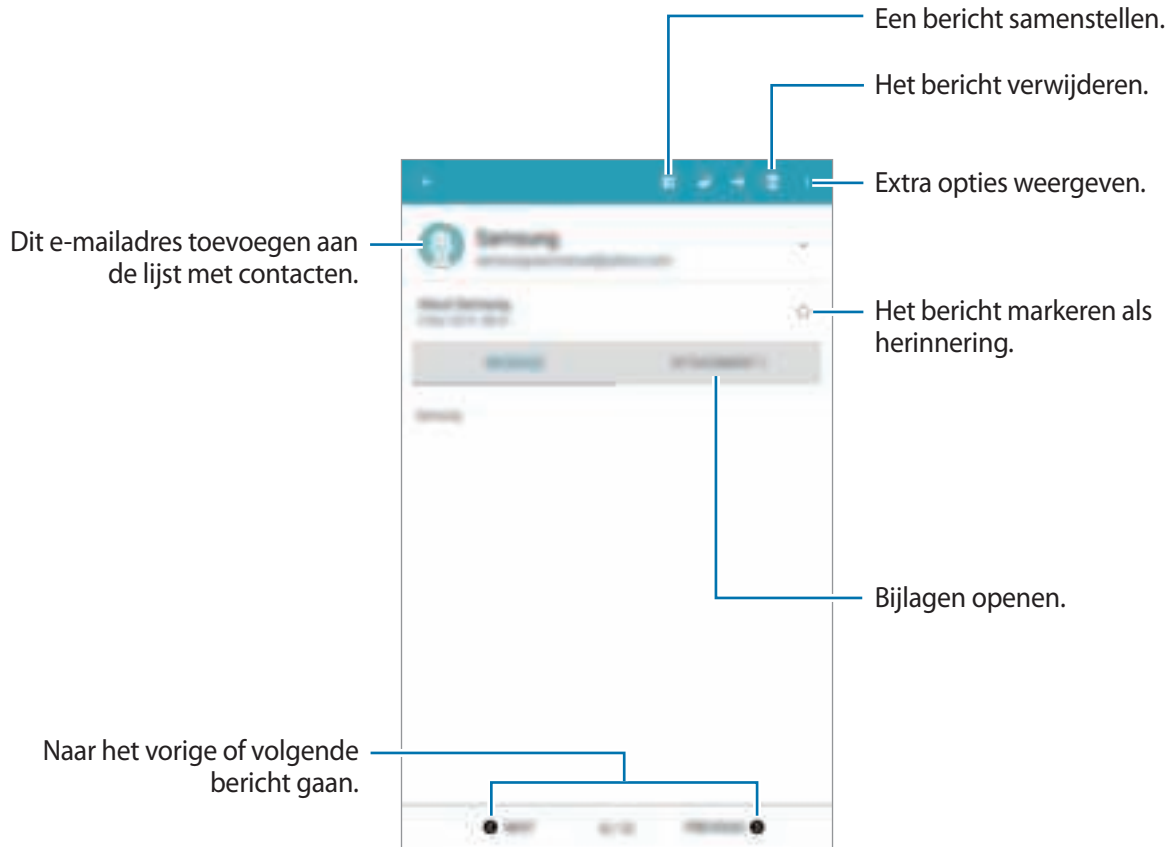 Een bericht samenstellen.
Het bericht verwijderen.
Extra opties weergeven.
Dit e-mailadres toevoegen aan
de lijst met contacten.
Samsung
Het bericht markeren als
herinnering.
Samsung
Bijlagen openen.
Naar het vorige of volgende
bericht gaan.